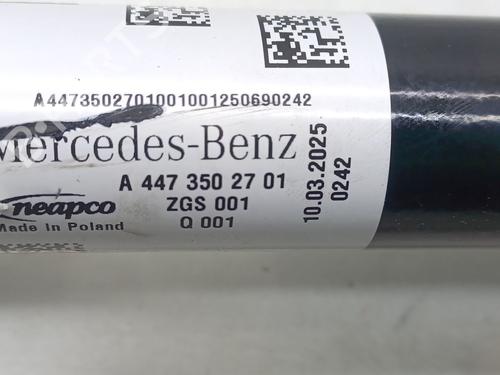 A4473502701001001250690242
Mercedes-Benz
A 447 350 27 01
neapco
ZGS 001
Q 001
Made In Poland
10.03.2025
0242